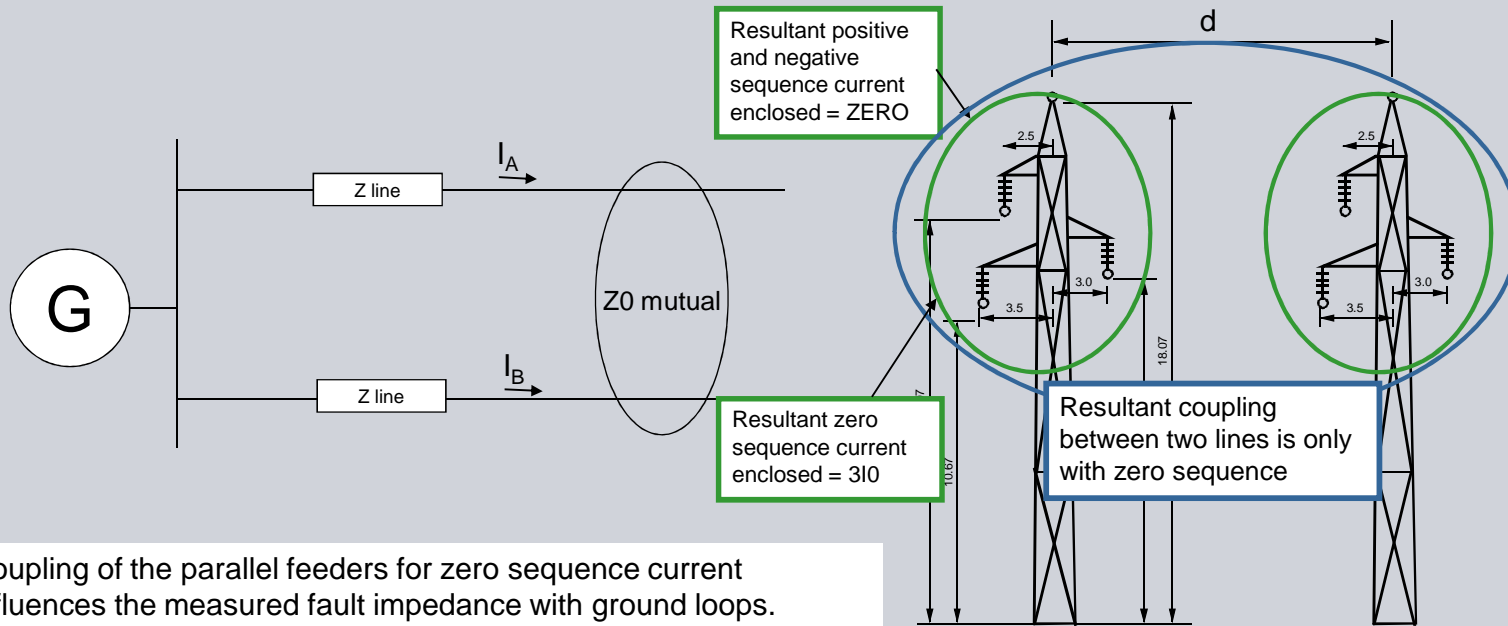 d
Resultant positive
and negative
sequence current
enclosed = ZERO
2.5
2.5
I_A
Z line
G
Z0 mutual
3.0
3.0
3.5
3.5
18.07
I_B
Z line
7
10.67
Resultant zero
sequence current
enclosed = 3I0
Resultant coupling
between two lines is only
with zero sequence
oupling of the parallel feeders for zero sequence current
fluences the measured fault impedance with ground loops.